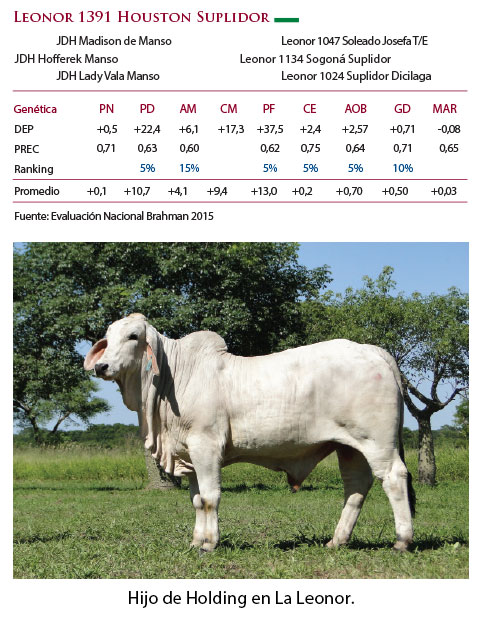 Leonor 1391 Houston Suplidor
JDH Madison de Manso Leonor 1047 Soleado Josefa T/E
JDH Hofferek Manso Leonor 1134 Sogoná Suplidor
JDH Lady Vala Manso Leonor 1024 Suplidor Dicilaga
Genética PN PD AM CM PF CE AOB GD MAR
DEP +0,5 +22,4 +6,1 +17,3 +37,5 +2,4 +2,57 +0,71 -0,08
PREC 0,71 0,63 0,60 0,62 0,75 0,64 0,71 0,65
Ranking 5% 15% 5% 5% 5% 10%
Promedio +0,1 +10,7 +4,1 +9,4 +13,0 +0,2 +0,70 +0,50 +0,03
Fuente: Evaluación Nacional Brahman 2015
Hijo de Holding en La Leonor.